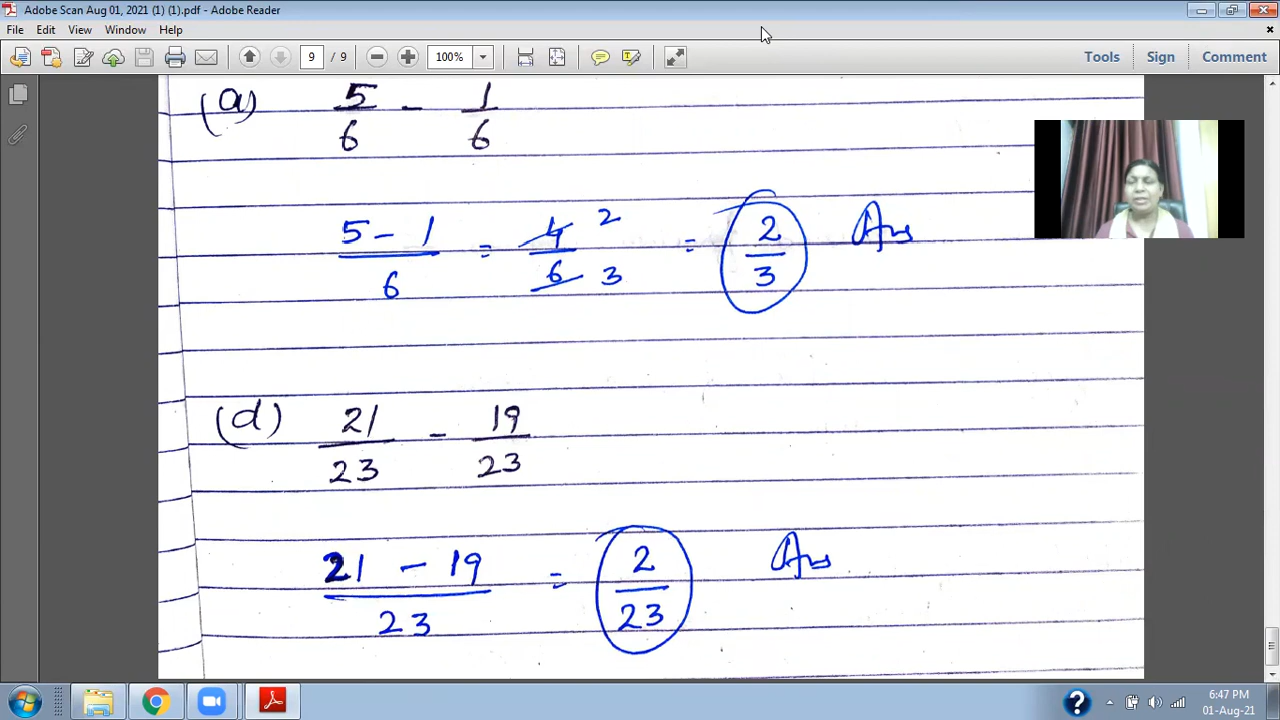 Adobe Scan Aug 01, 2021 (1) (1).pdf - Adobe Reader
File Edit View Window Help
9 / 9 100% Tools Sign Comment
(a) 5/6 - 1/6
5 - 1/6 = 4/6 2/3 = 2/3 Ans
(d) 21/23 - 19/23
21 - 19/23 = 2/23 Ans
6:47 PM
01-Aug-21